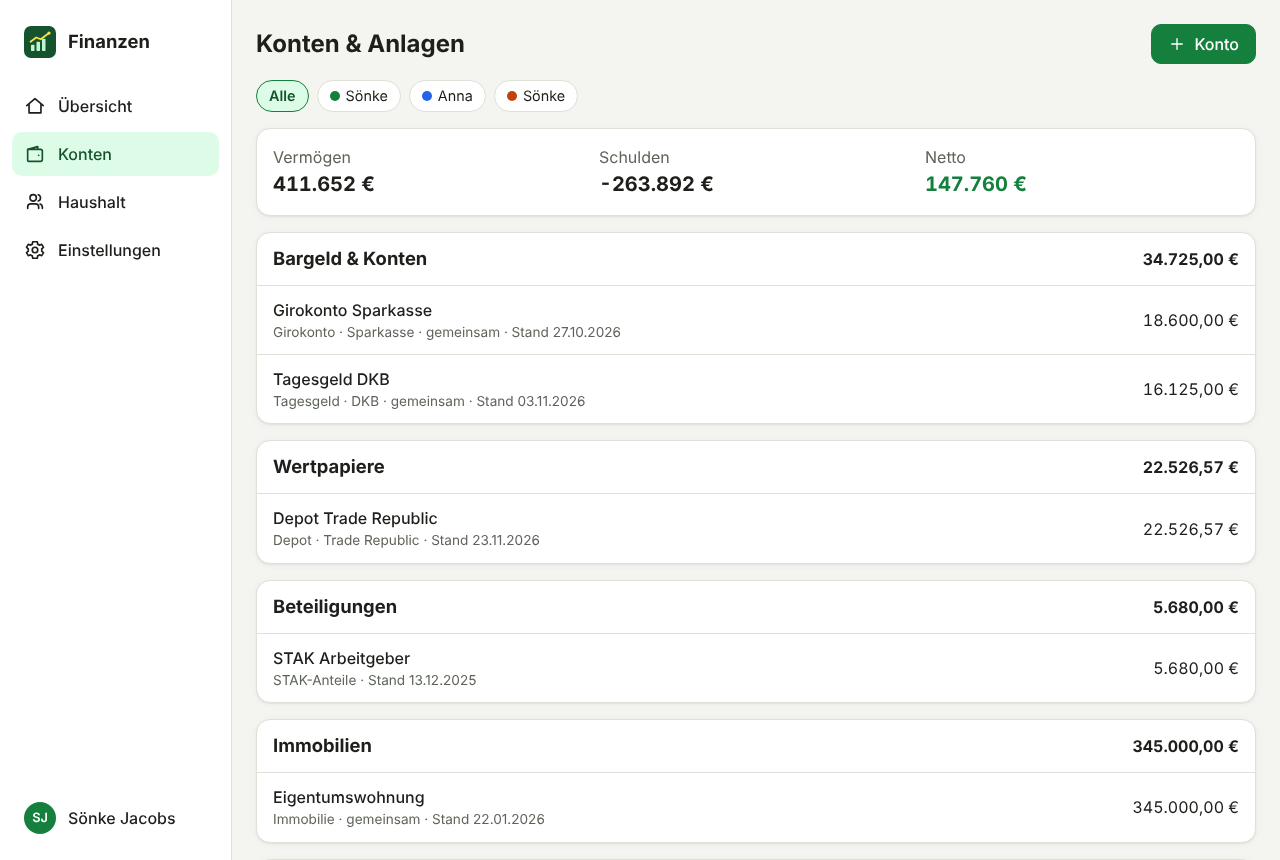 Finanzen
Übersicht
Konten
Haushalt
Einstellungen
SJ Sönke Jacobs
Konten & Anlagen
+ Konto
Alle Sönke Anna Sönke
Vermögen Schulden Netto
411.652 € -263.892 € 147.760 €
Bargeld & Konten 34.725,00 €
Girokonto Sparkasse
Girokonto · Sparkasse · gemeinsam · Stand 27.10.2026
18.600,00 €
Tagesgeld DKB
Tagesgeld · DKB · gemeinsam · Stand 03.11.2026
16.125,00 €
Wertpapiere 22.526,57 €
Depot Trade Republic
Depot · Trade Republic · Stand 23.11.2026
22.526,57 €
Beteiligungen 5.680,00 €
STAK Arbeitgeber
STAK-Anteile · Stand 13.12.2025
5.680,00 €
Immobilien 345.000,00 €
Eigentumswohnung
Immobilie · gemeinsam · Stand 22.01.2026
345.000,00 €